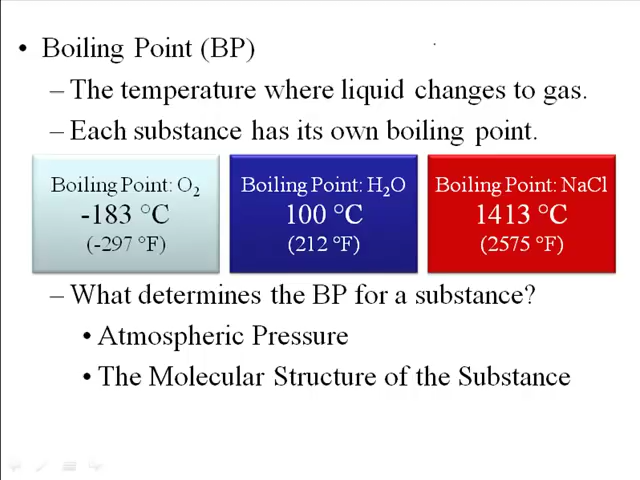 • Boiling Point (BP)
– The temperature where liquid changes to gas.
– Each substance has its own boiling point.
Boiling Point: O₂
-183 °C
(-297 °F)
Boiling Point: H₂O
100 °C
(212 °F)
Boiling Point: NaCl
1413 °C
(2575 °F)
– What determines the BP for a substance?
• Atmospheric Pressure
• The Molecular Structure of the Substance